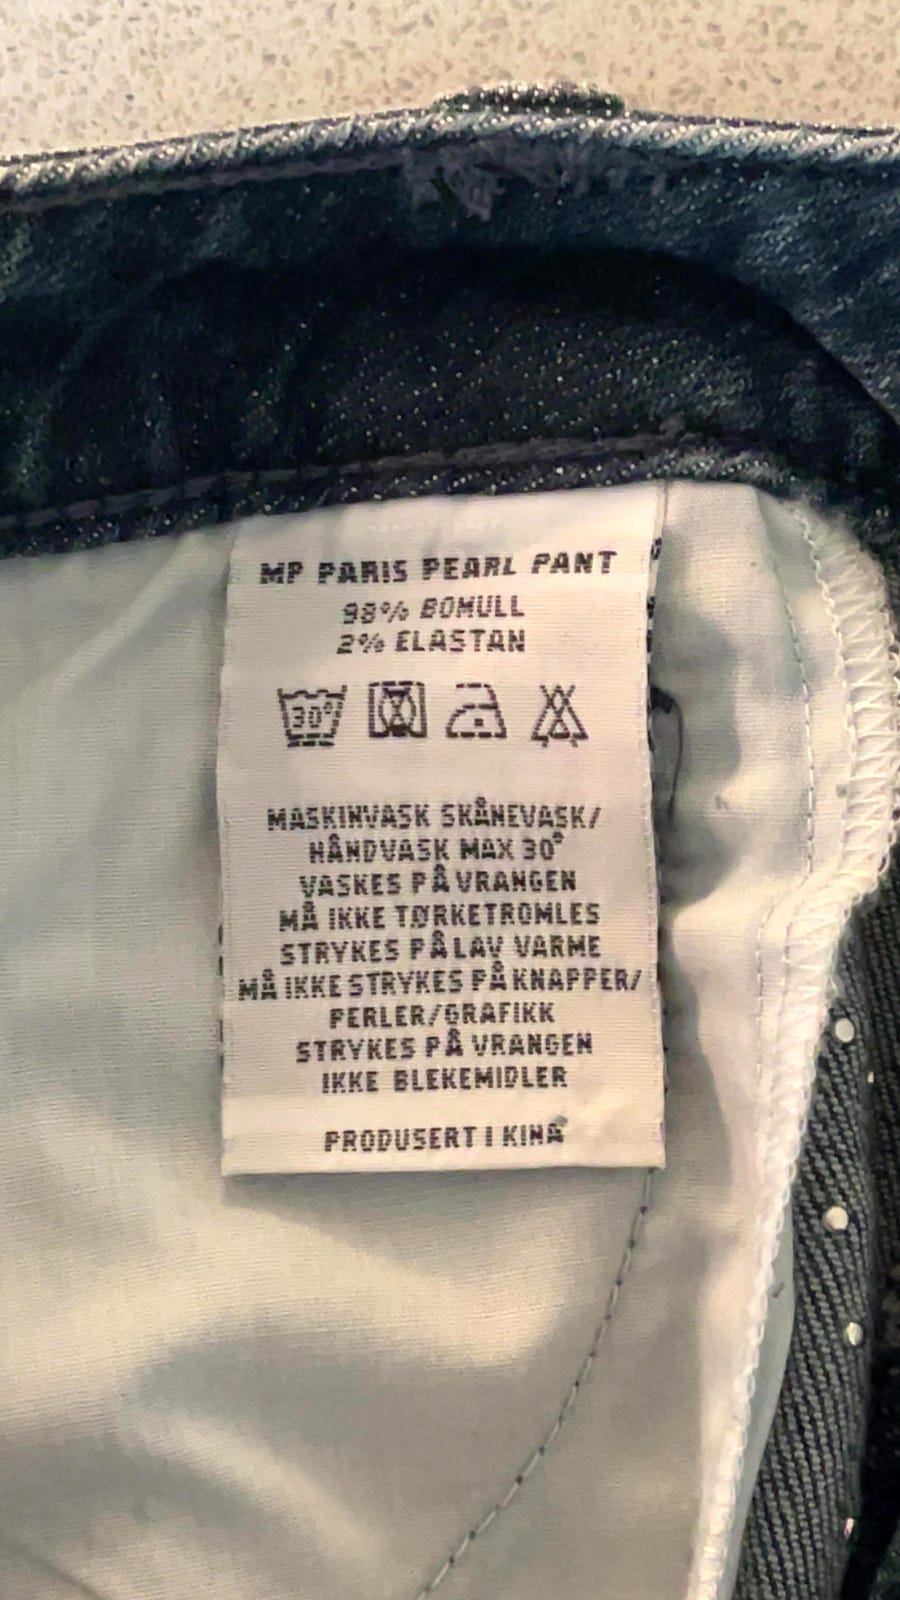 MP PARIS PEARL PANT
98% BOMULL
2% ELASTAN
30°
MASKINVASK SKÅNEVASK/
HÅNDVASK MAX 30°
VASKES PÅ VRANGEN
MÅ IKKE TØRKETROMLES
STRYKES PÅ LAV VARME
MÅ IKKE STRYKES PÅ KNAPPER/
PERLER/GRAFIKK
STRYKES PÅ VRANGEN
IKKE BLEKEMIDLER
PRODUSERT I KINA